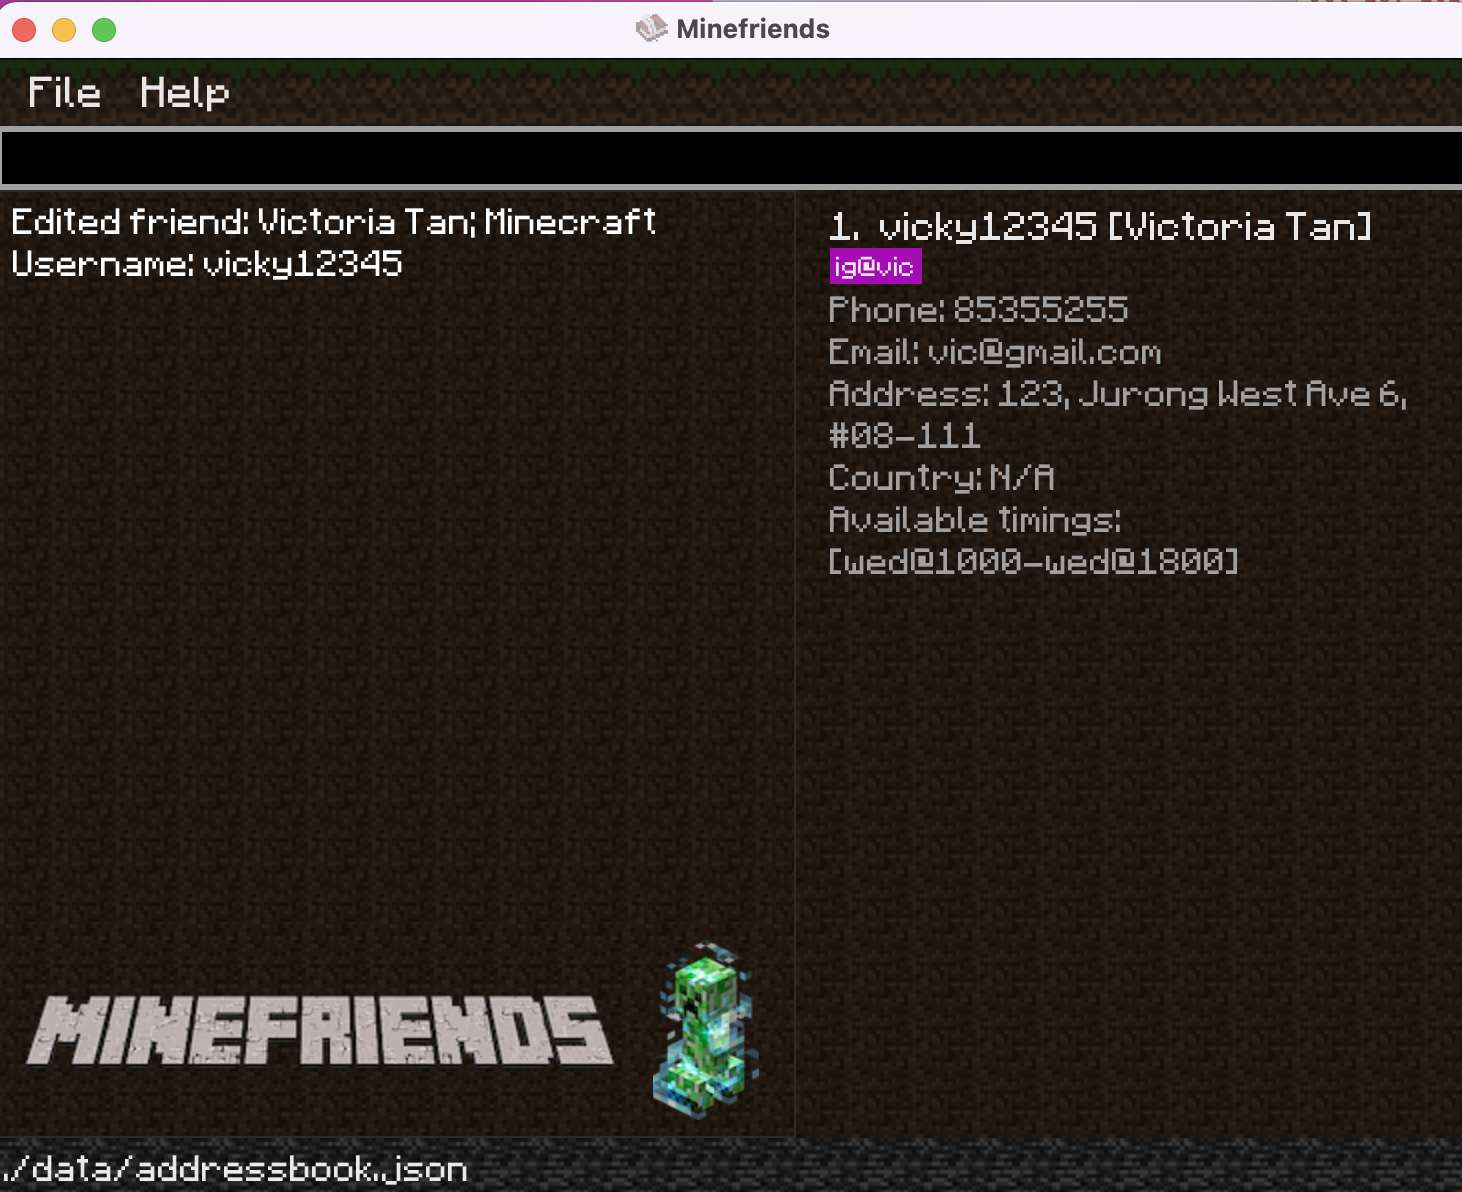 Minefriends
File Help
Edited friend: Victoria Tan; Minecraft
Username: vicky12345
1. vicky12345 [Victoria Tan]
ig@vic
Phone: 85355255
Email: vic@gmail.com
Address: 123, Jurong West Ave 6,
#08-111
Country: N/A
Available timings:
[wed@1000-wed@1800]
MINEFRIENDS
./data/addressbook.json